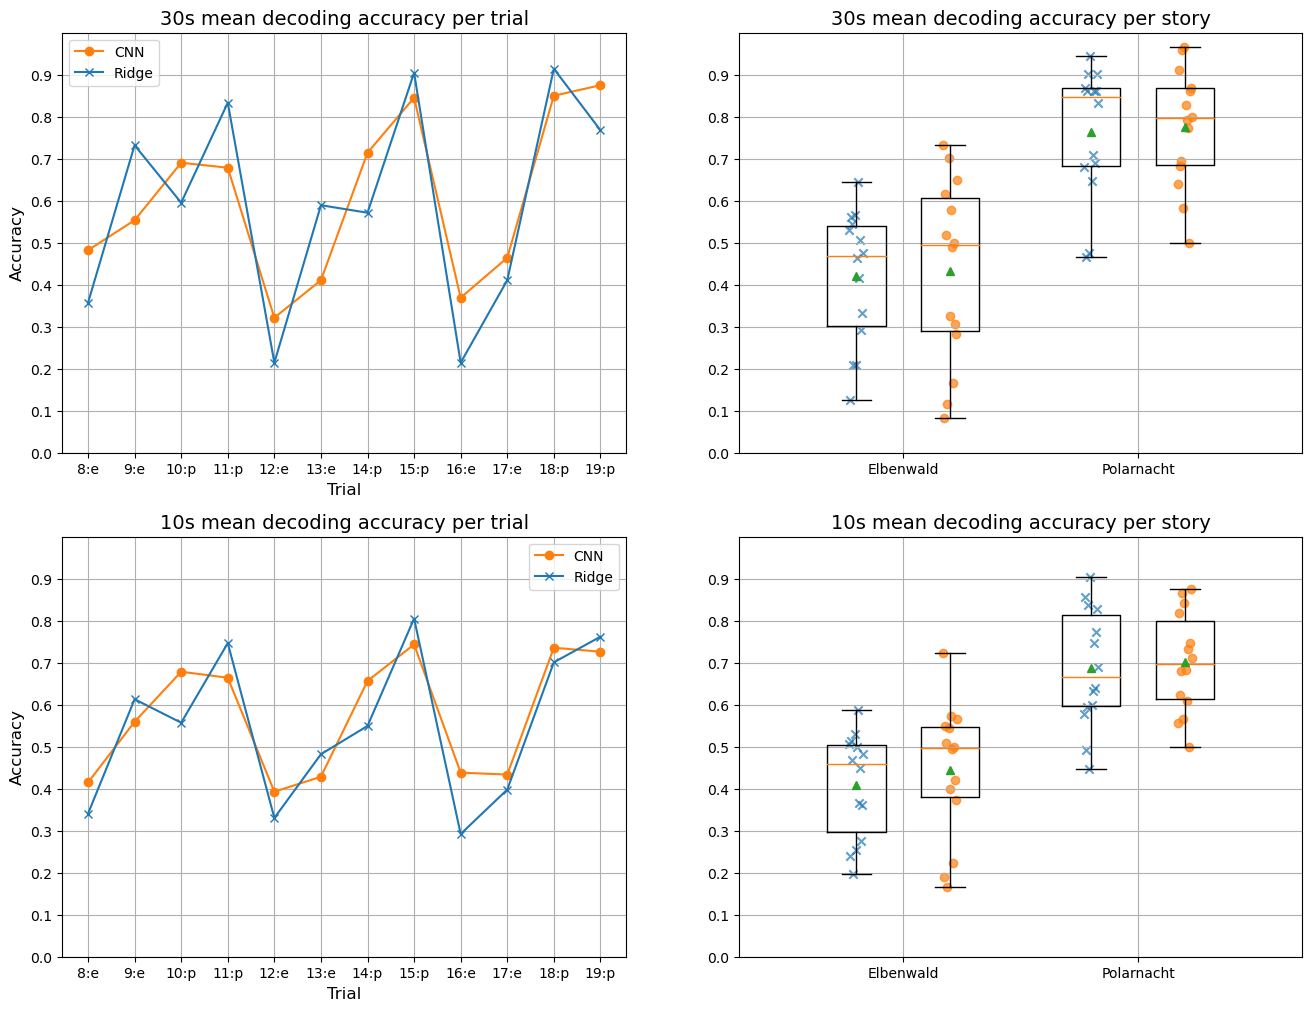 30s mean decoding accuracy per trial
CNN
Ridge
Accuracy
0.9
0.8
0.7
0.6
0.5
0.4
0.3
0.2
0.1
0.0
8:e 9:e 10:p 11:p 12:e 13:e 14:p 15:p 16:e 17:e 18:p 19:p
Trial
30s mean decoding accuracy per story
0.9
0.8
0.7
0.6
0.5
0.4
0.3
0.2
0.1
0.0
Elbenwald Polarnacht
10s mean decoding accuracy per trial
CNN
Ridge
Accuracy
0.9
0.8
0.7
0.6
0.5
0.4
0.3
0.2
0.1
0.0
8:e 9:e 10:p 11:p 12:e 13:e 14:p 15:p 16:e 17:e 18:p 19:p
Trial
10s mean decoding accuracy per story
0.9
0.8
0.7
0.6
0.5
0.4
0.3
0.2
0.1
0.0
Elbenwald Polarnacht